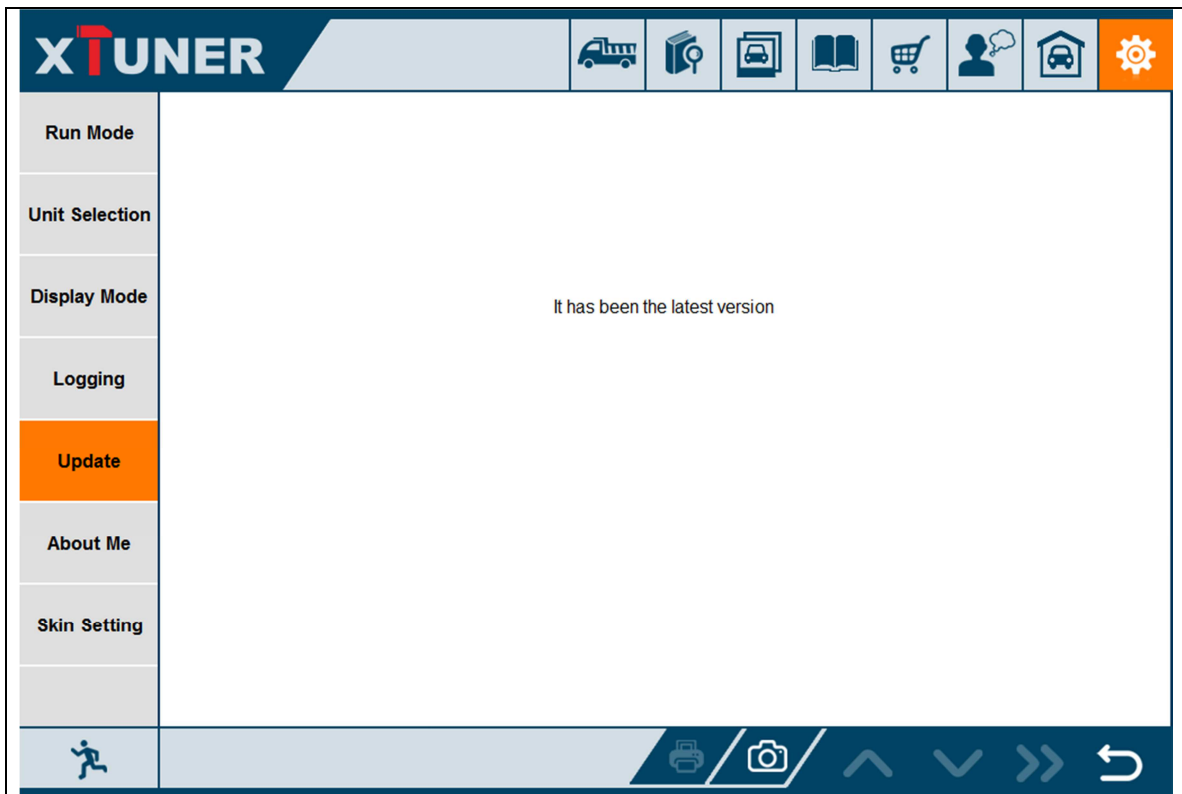 XTUNER
Run Mode
Unit Selection
Display Mode
Logging
Update
About Me
Skin Setting
It has been the latest version